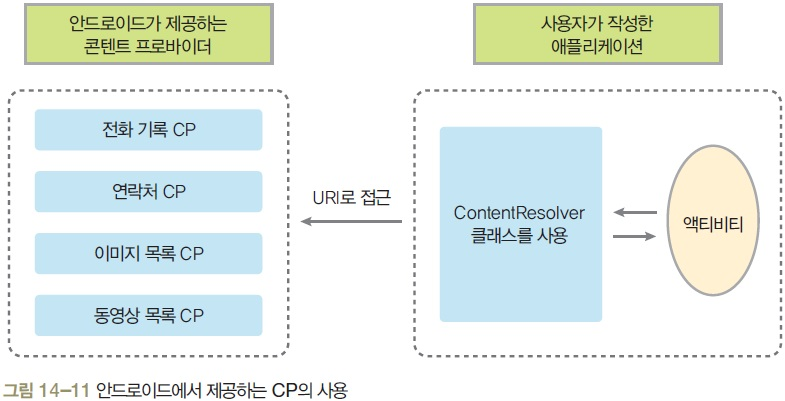 안드로이드가 제공하는
콘텐트 프로바이더
사용자가 작성한
애플리케이션
전화 기록 CP
연락처 CP
이미지 목록 CP
동영상 목록 CP
URI로 접근
ContentResolver
클래스를 사용
액티비티
그림 14-11 안드로이드에서 제공하는 CP의 사용